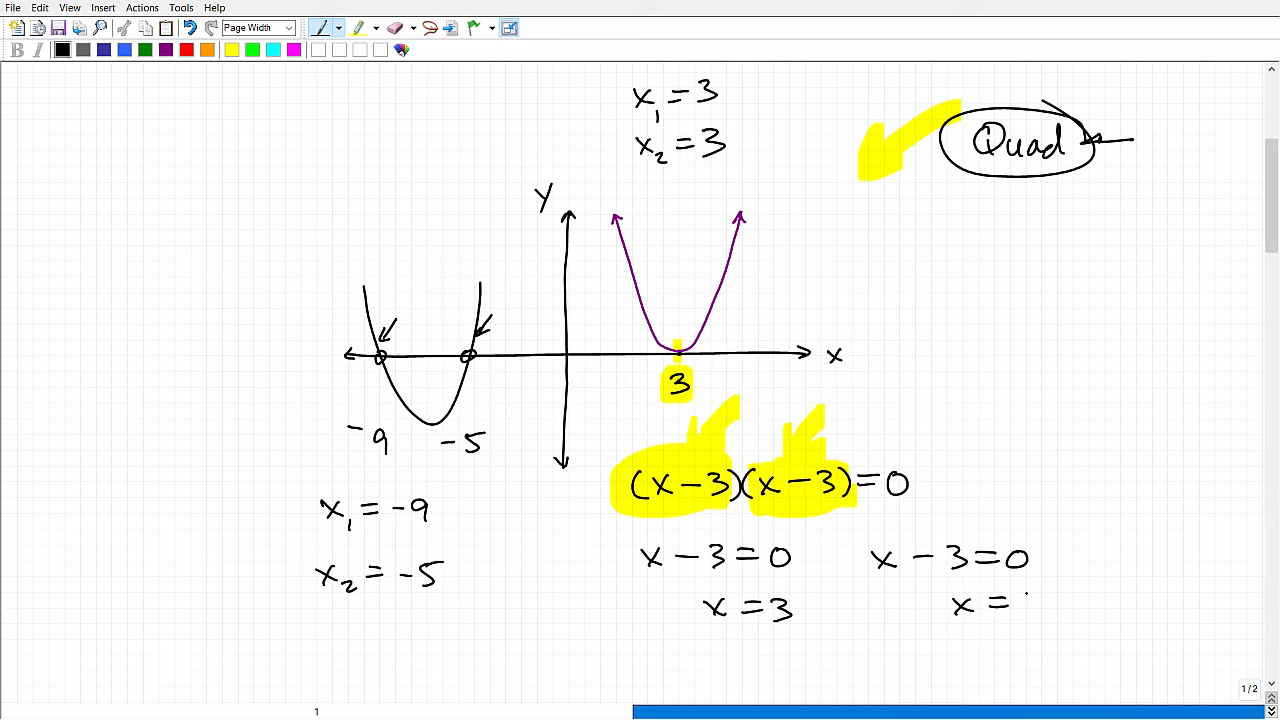 File Edit View Insert Actions Tools Help
Page Width
B I
x₁ = 3
x₂ = 3
Quad
y
x
3
-9 -5
(x - 3)(x - 3) = 0
x₁ = -9
x - 3 = 0 x - 3 = 0
x₂ = -5
x = 3 x =
1/2
1